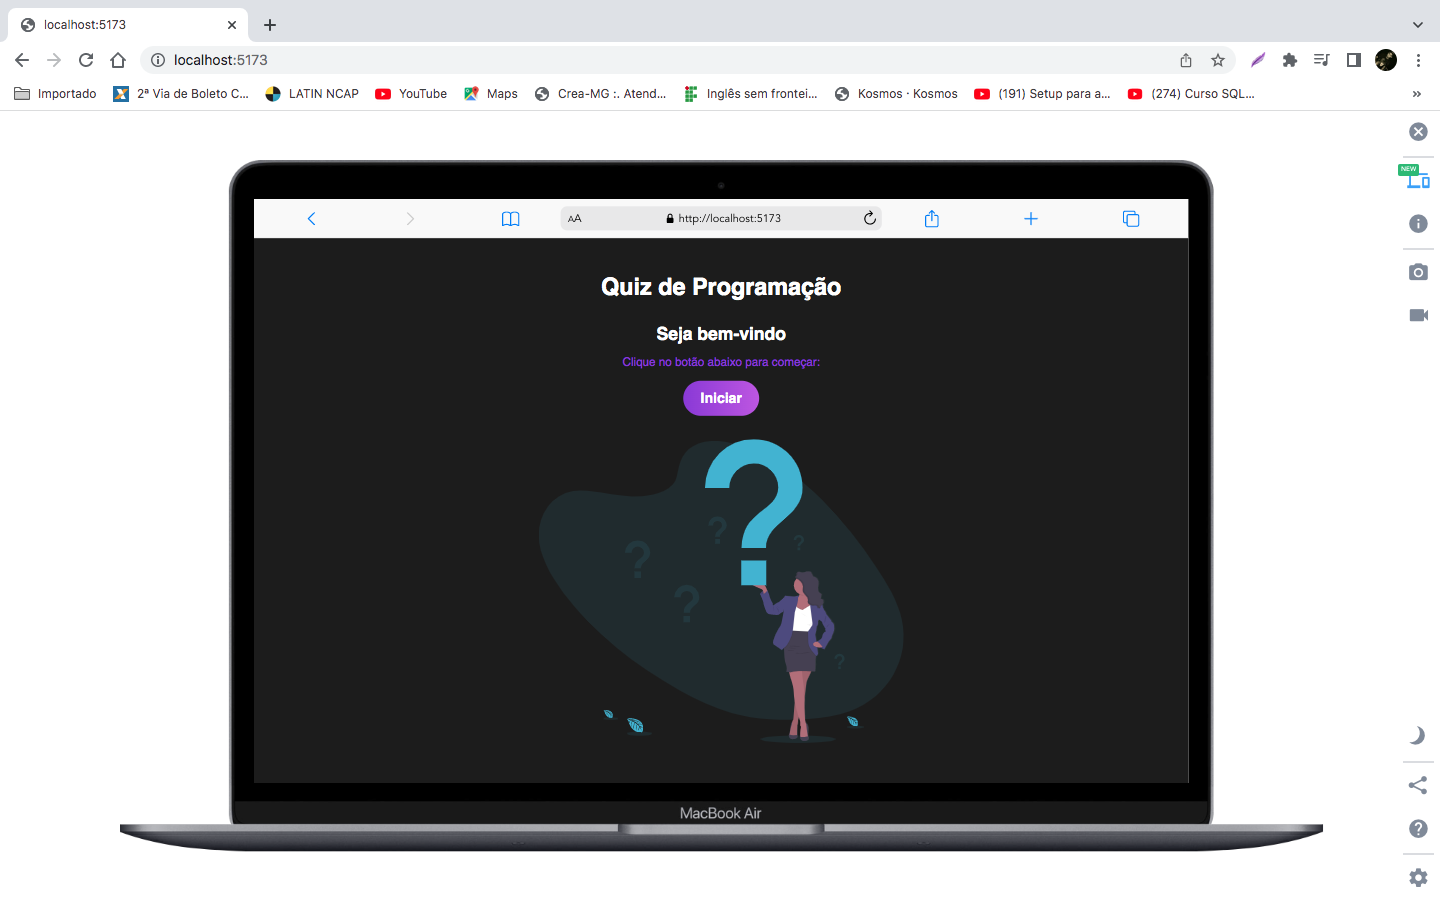 localhost:5173
localhost:5173
Importado
2ª Via de Boleto C...
LATIN NCAP
YouTube
Maps
Crea-MG :. Atend...
Inglês sem frontei...
Kosmos · Kosmos
(191) Setup para a...
(274) Curso SQL...
NEW
AA
http://localhost:5173
Quiz de Programação
Seja bem-vindo
Clique no botão abaixo para começar:
Iniciar
MacBook Air